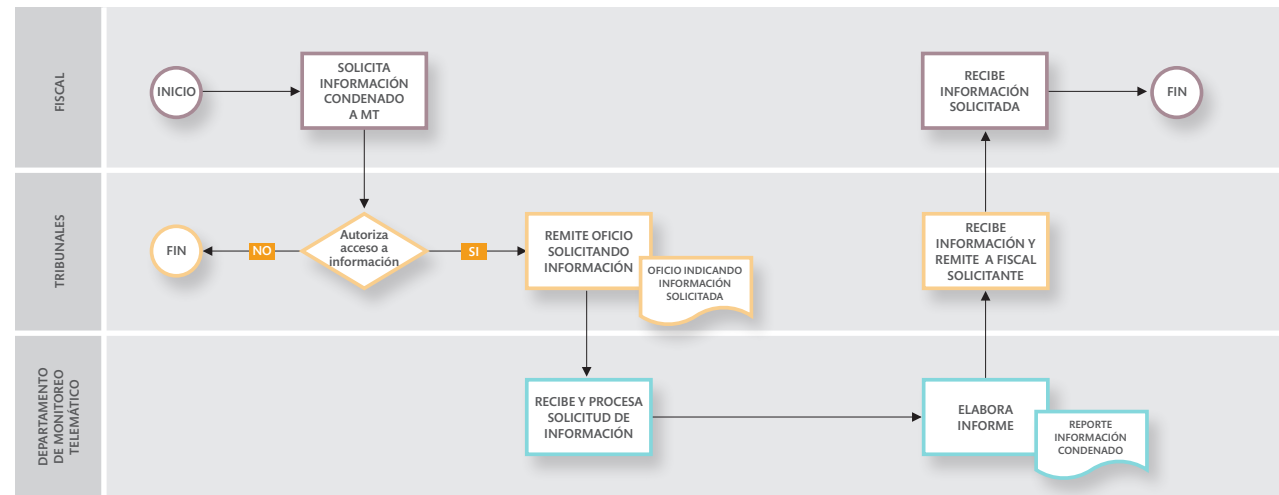 FISCAL
INICIO
SOLICITA
INFORMACIÓN
CONDENADO
A MT
RECIBE
INFORMACIÓN
SOLICITADA
FIN
TRIBUNALES
FIN
NO
Autoriza
acceso a
información
SI
REMITE OFICIO
SOLICITANDO
INFORMACIÓN
OFICIO INDICANDO
INFORMACIÓN
SOLICITADA
RECIBE
INFORMACIÓN Y
REMITE A FISCAL
SOLICITANTE
DEPARTAMENTO
DE MONITOREO
TELEMÁTICO
RECIBE Y PROCESA
SOLICITUD DE
INFORMACIÓN
ELABORA
INFORME
REPORTE
INFORMACIÓN
CONDENADO